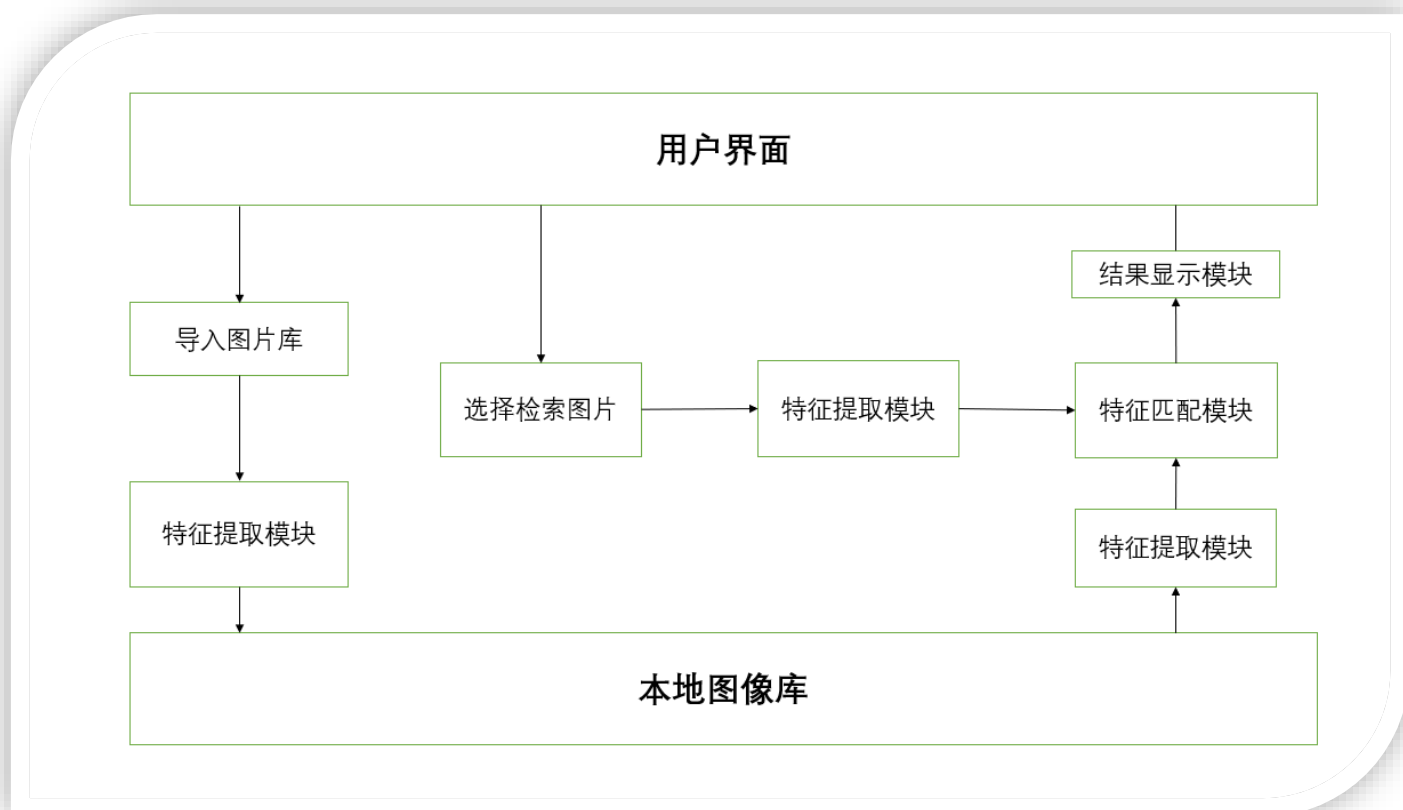 用户界面
结果显示模块
导入图片库
选择检索图片
特征提取模块
特征匹配模块
特征提取模块
特征提取模块
本地图像库